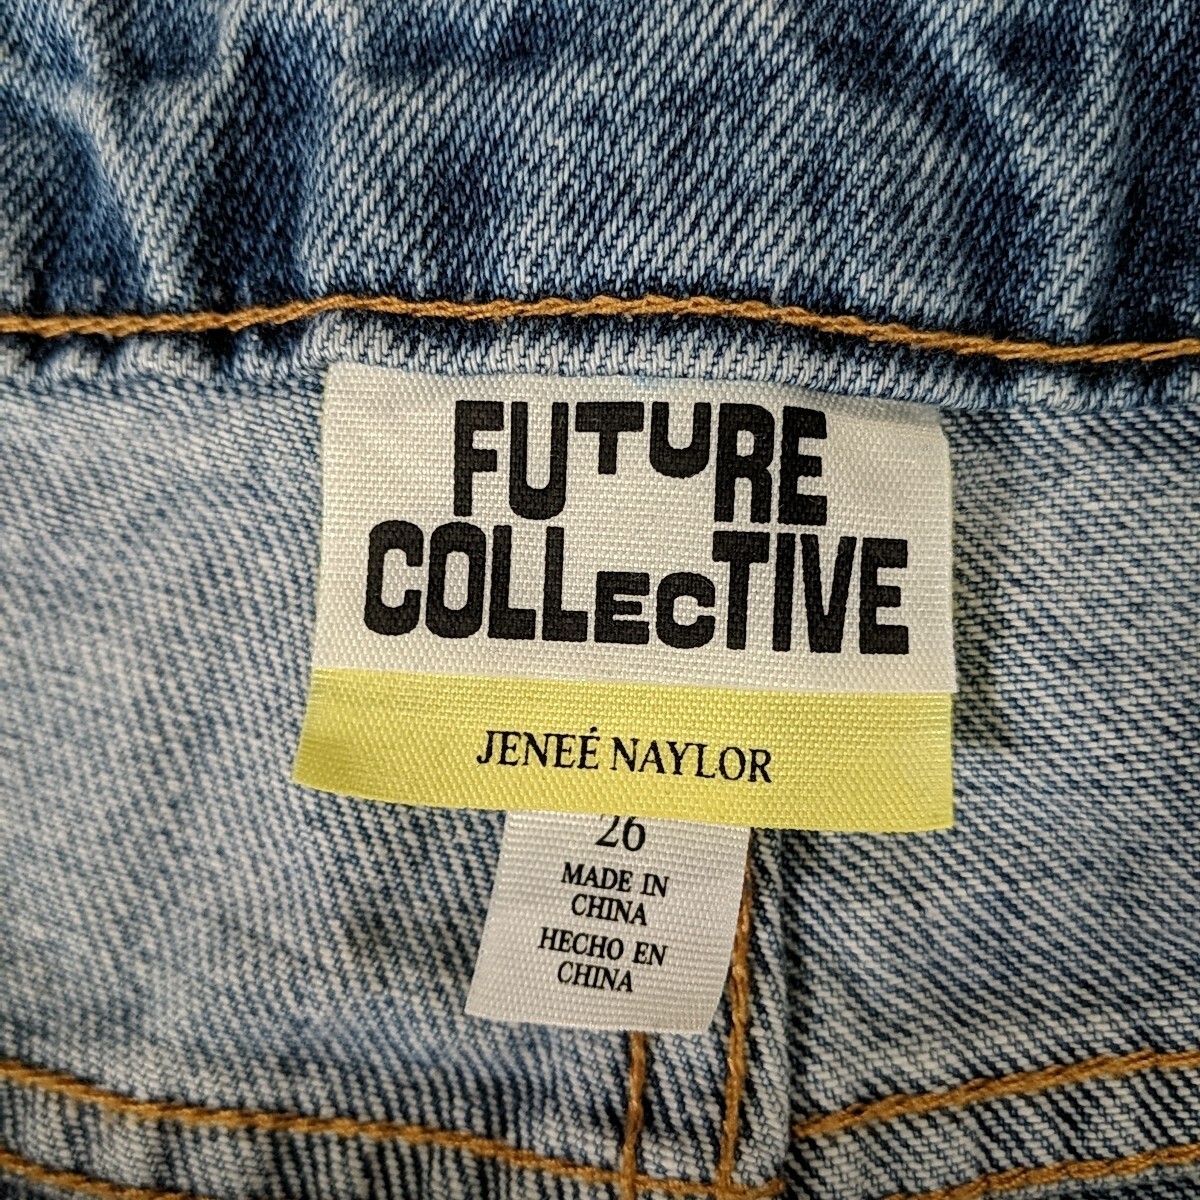 FUTURE
COLLECTIVE
JENEÉ NAYLOR
26
MADE IN
CHINA
HECHO EN
CHINA